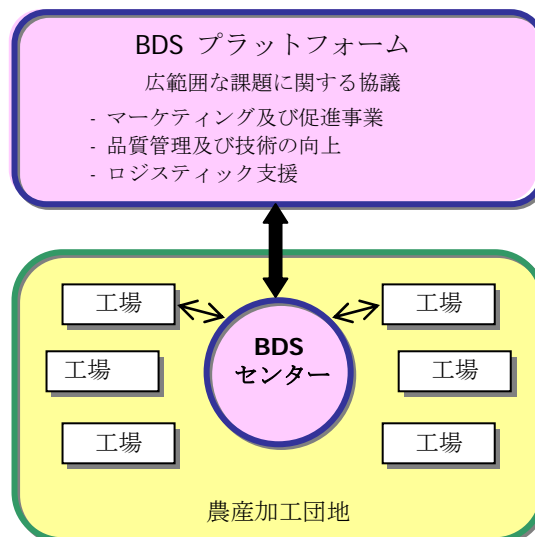 BDS プラットフォーム
広範囲な課題に関する協議
- マーケティング及び促進事業
- 品質管理及び技術の向上
- ロジスティック支援
工場
工場
BDS
センター
工場
工場
工場
工場
農産加工団地